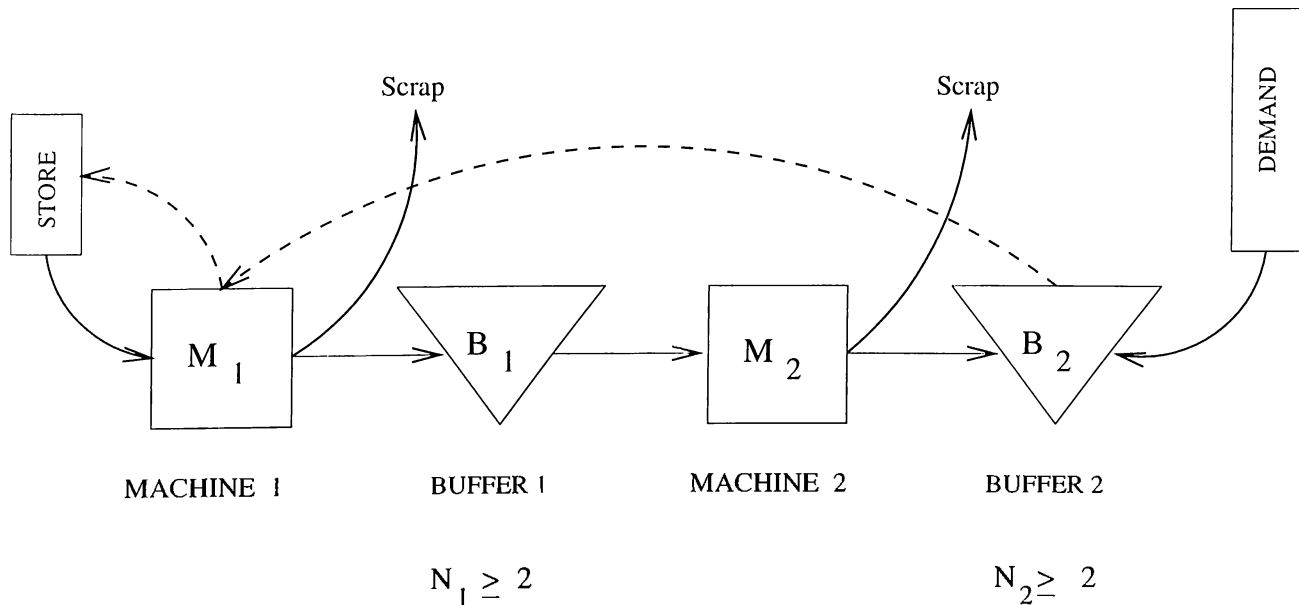 Scrap
Scrap
STORE
DEMAND
M 1
B 1
M 2
B 2
MACHINE 1
BUFFER 1
MACHINE 2
BUFFER 2
N 1 ≥ 2
N 2 ≥ 2